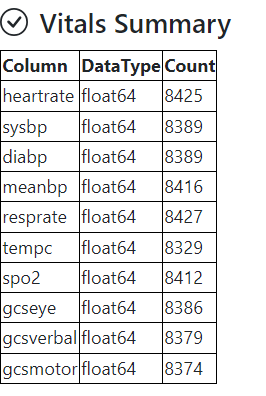 Vitals Summary
Column DataType Count
heartrate float64 8425
sysbp float64 8389
diabp float64 8389
meanbp float64 8416
resprate float64 8427
tempc float64 8329
spo2 float64 8412
gcseye float64 8386
gcsverbal float64 8379
gcsmotor float64 8374